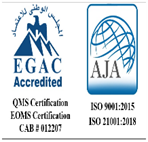 المجلس الوطني للاعتماد
EGAC
Accredited
QMS Certification
EOMS Certification
CAB # 012207
AJA
ISO 9001:2015
ISO 21001:2018